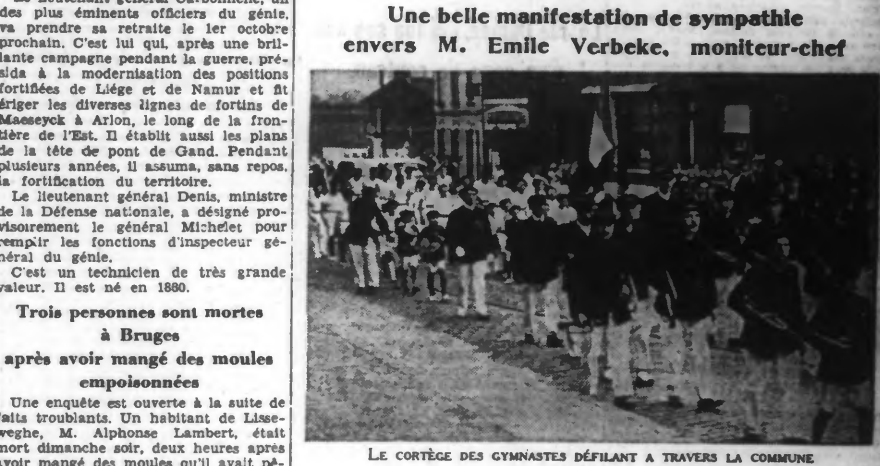 Le lieutenant général Carbonnelle, un
des plus éminents officiers du génie,
va prendre sa retraite le 1er octobre
prochain. C'est lui qui, après une bril-
lante campagne pendant la guerre, pré-
sida à la modernisation des positions
fortifiées de Liége et de Namur et fit
ériger les diverses lignes de fortins de
Maeseyck à Arlon, le long de la fron-
tière de l'Est. Il établit aussi les plans
de la tête de pont de Gand. Pendant
plusieurs années, il assuma, sans repos,
la fortification du territoire.
Le lieutenant général Denis, ministre
de la Défense nationale, a désigné pro-
visoirement le général Michelet pour
remplir les fonctions d'inspecteur gé-
néral du génie.
C'est un technicien de très grande
valeur. Il est né en 1880.
Trois personnes sont mortes
à Bruges
après avoir mangé des moules
empoisonnées
Une enquête est ouverte à la suite de
faits troublants. Un habitant de Lisse-
weghe, M. Alphonse Lambert, était
mort dimanche soir, deux heures après
avoir mangé des moules qu'il avait pê-
Une belle manifestation de sympathie
envers M. Emile Verbeke, moniteur-chef
LE CORTÈGE DES GYMNASTES DÉFILANT A TRAVERS LA COMMUNE